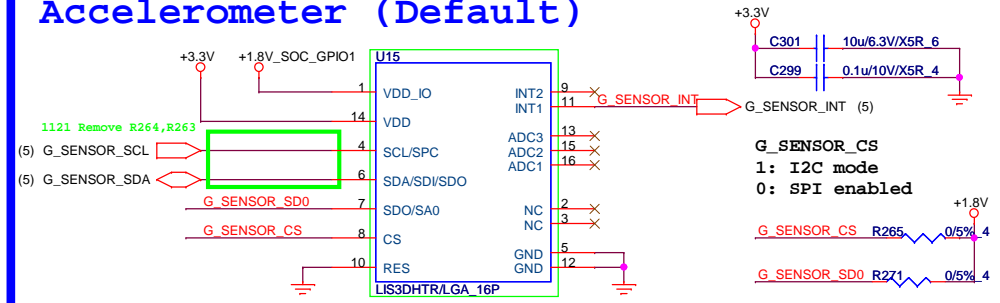 Accelerometer (Default)
+3.3V
+1.8V_SOC_GPIO1
U15
1 VDD_IO
14 VDD
1121 Remove R264,R263
(5) G_SENSOR_SCL 4 SCL/SPC
(5) G_SENSOR_SDA 6 SDA/SDI/SDO
G_SENSOR_SD0 7 SDO/SA0
G_SENSOR_CS 8 CS
10 RES
INT2 9
INT1 11 G_SENSOR_INT G_SENSOR_INT (5)
ADC3 13
ADC2 15
ADC1 16
NC 2
NC 3
GND 5
GND 12
LIS3DHTR/LGA_16P
+3.3V
C301 10u/6.3V/X5R_6
C299 0.1u/10V/X5R_4
G_SENSOR_CS
1: I2C mode
0: SPI enabled
+1.8V
G_SENSOR_CS R265 0/5%_4
G_SENSOR_SD0 R271 0/5%_4